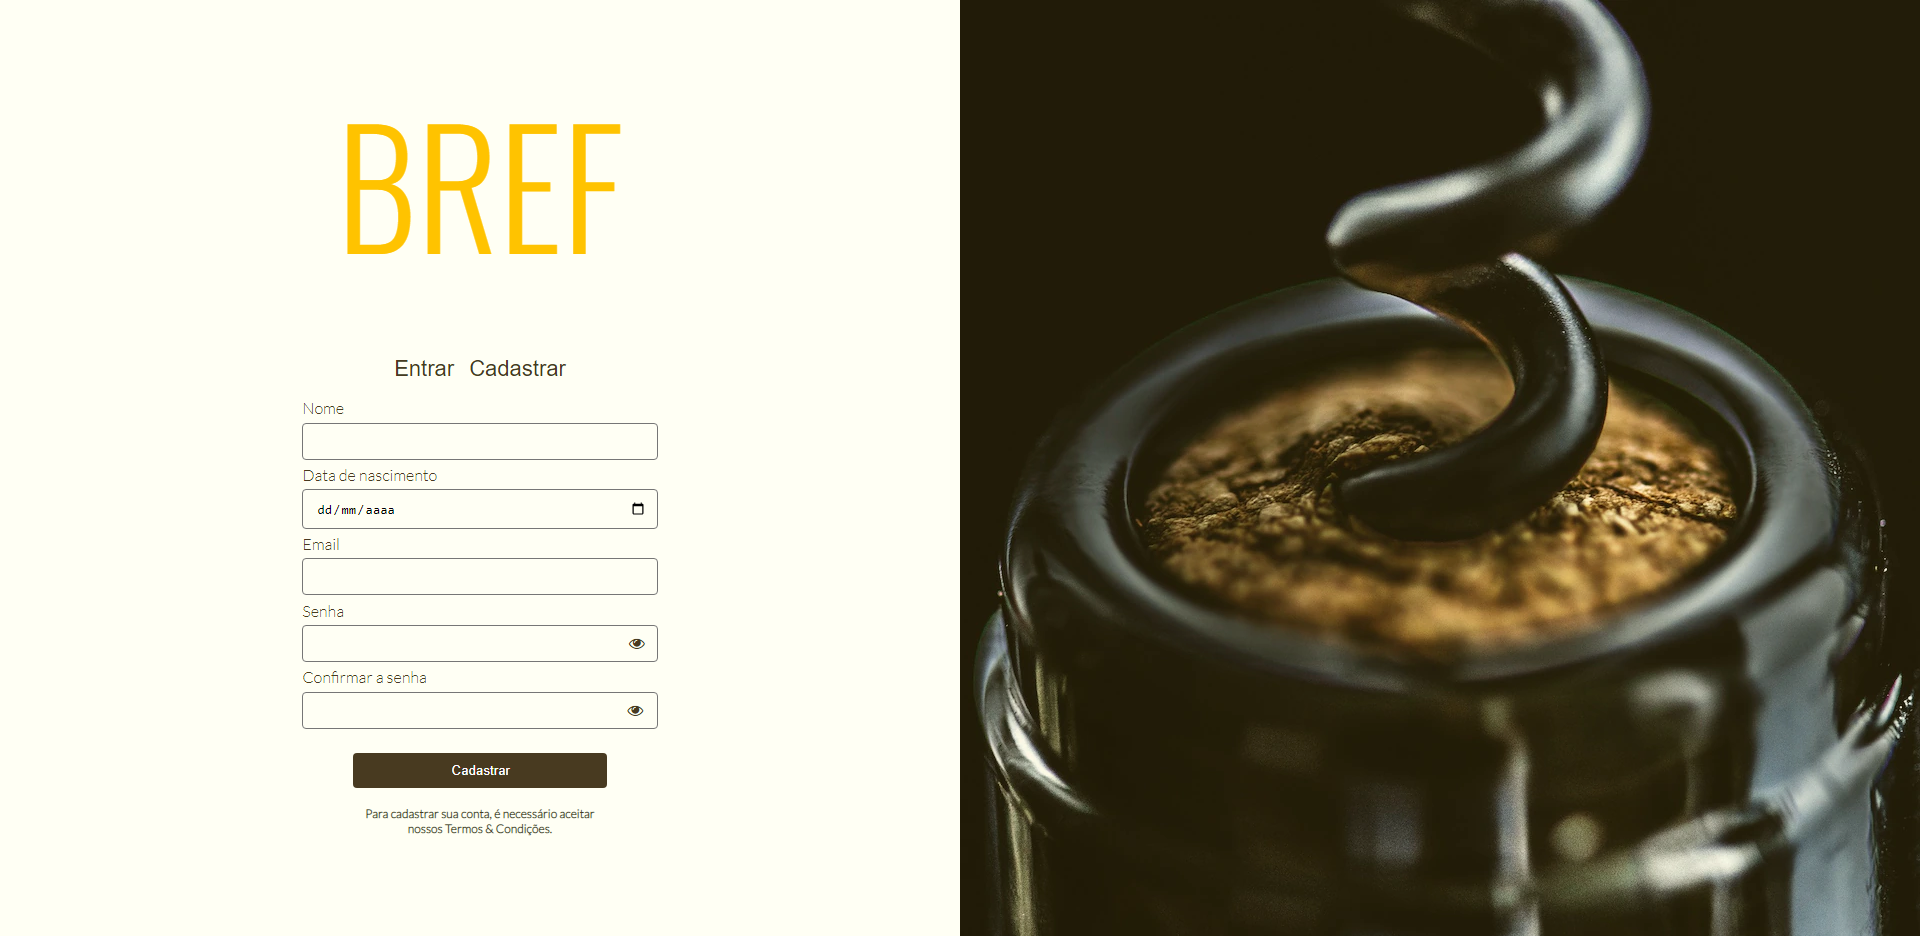 BREF
Entrar Cadastrar
Nome
Data de nascimento
dd/mm/aaaa
Email
Senha
Confirmar a senha
Cadastrar
Para cadastrar sua conta, é necessário aceitar
nossos Termos & Condições.